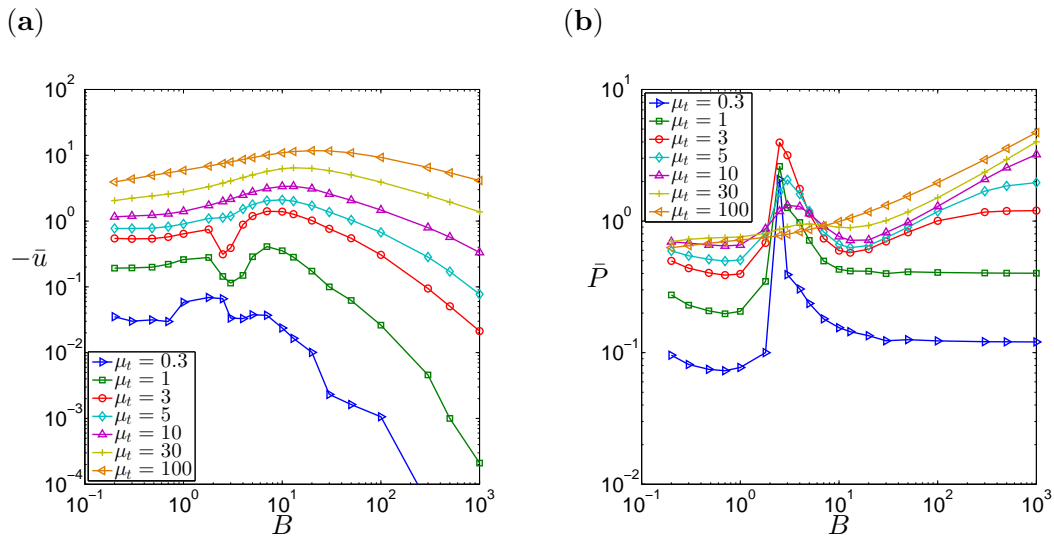 (a)
10^2
10^1
10^0
10^−1
10^−2
10^−3
10^−4
−ū
μ_t = 0.3
μ_t = 1
μ_t = 3
μ_t = 5
μ_t = 10
μ_t = 30
μ_t = 100
10^−1 10^0 10^1 10^2 10^3
B
(b)
10^1
10^0
10^−1
10^−2
P̄
μ_t = 0.3
μ_t = 1
μ_t = 3
μ_t = 5
μ_t = 10
μ_t = 30
μ_t = 100
10^−1 10^0 10^1 10^2 10^3
B